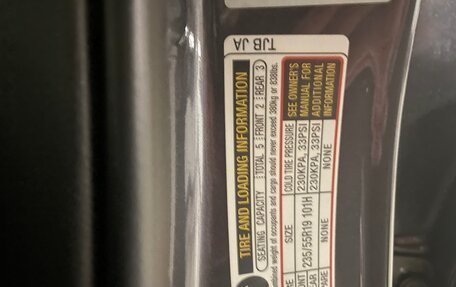 TJB JA
TIRE AND LOADING INFORMATION
SEATING CAPACITY TOTAL 5 FRONT 2 REAR 3
combined weight of occupants and cargo should never exceed 380kg or 838lbs.
SIZE COLD TIRE PRESSURE
235/55R19 101H 230KPA, 33PSI
230KPA, 33PSI
NONE NONE
SEE OWNER'S
MANUAL FOR
ADDITIONAL
INFORMATION